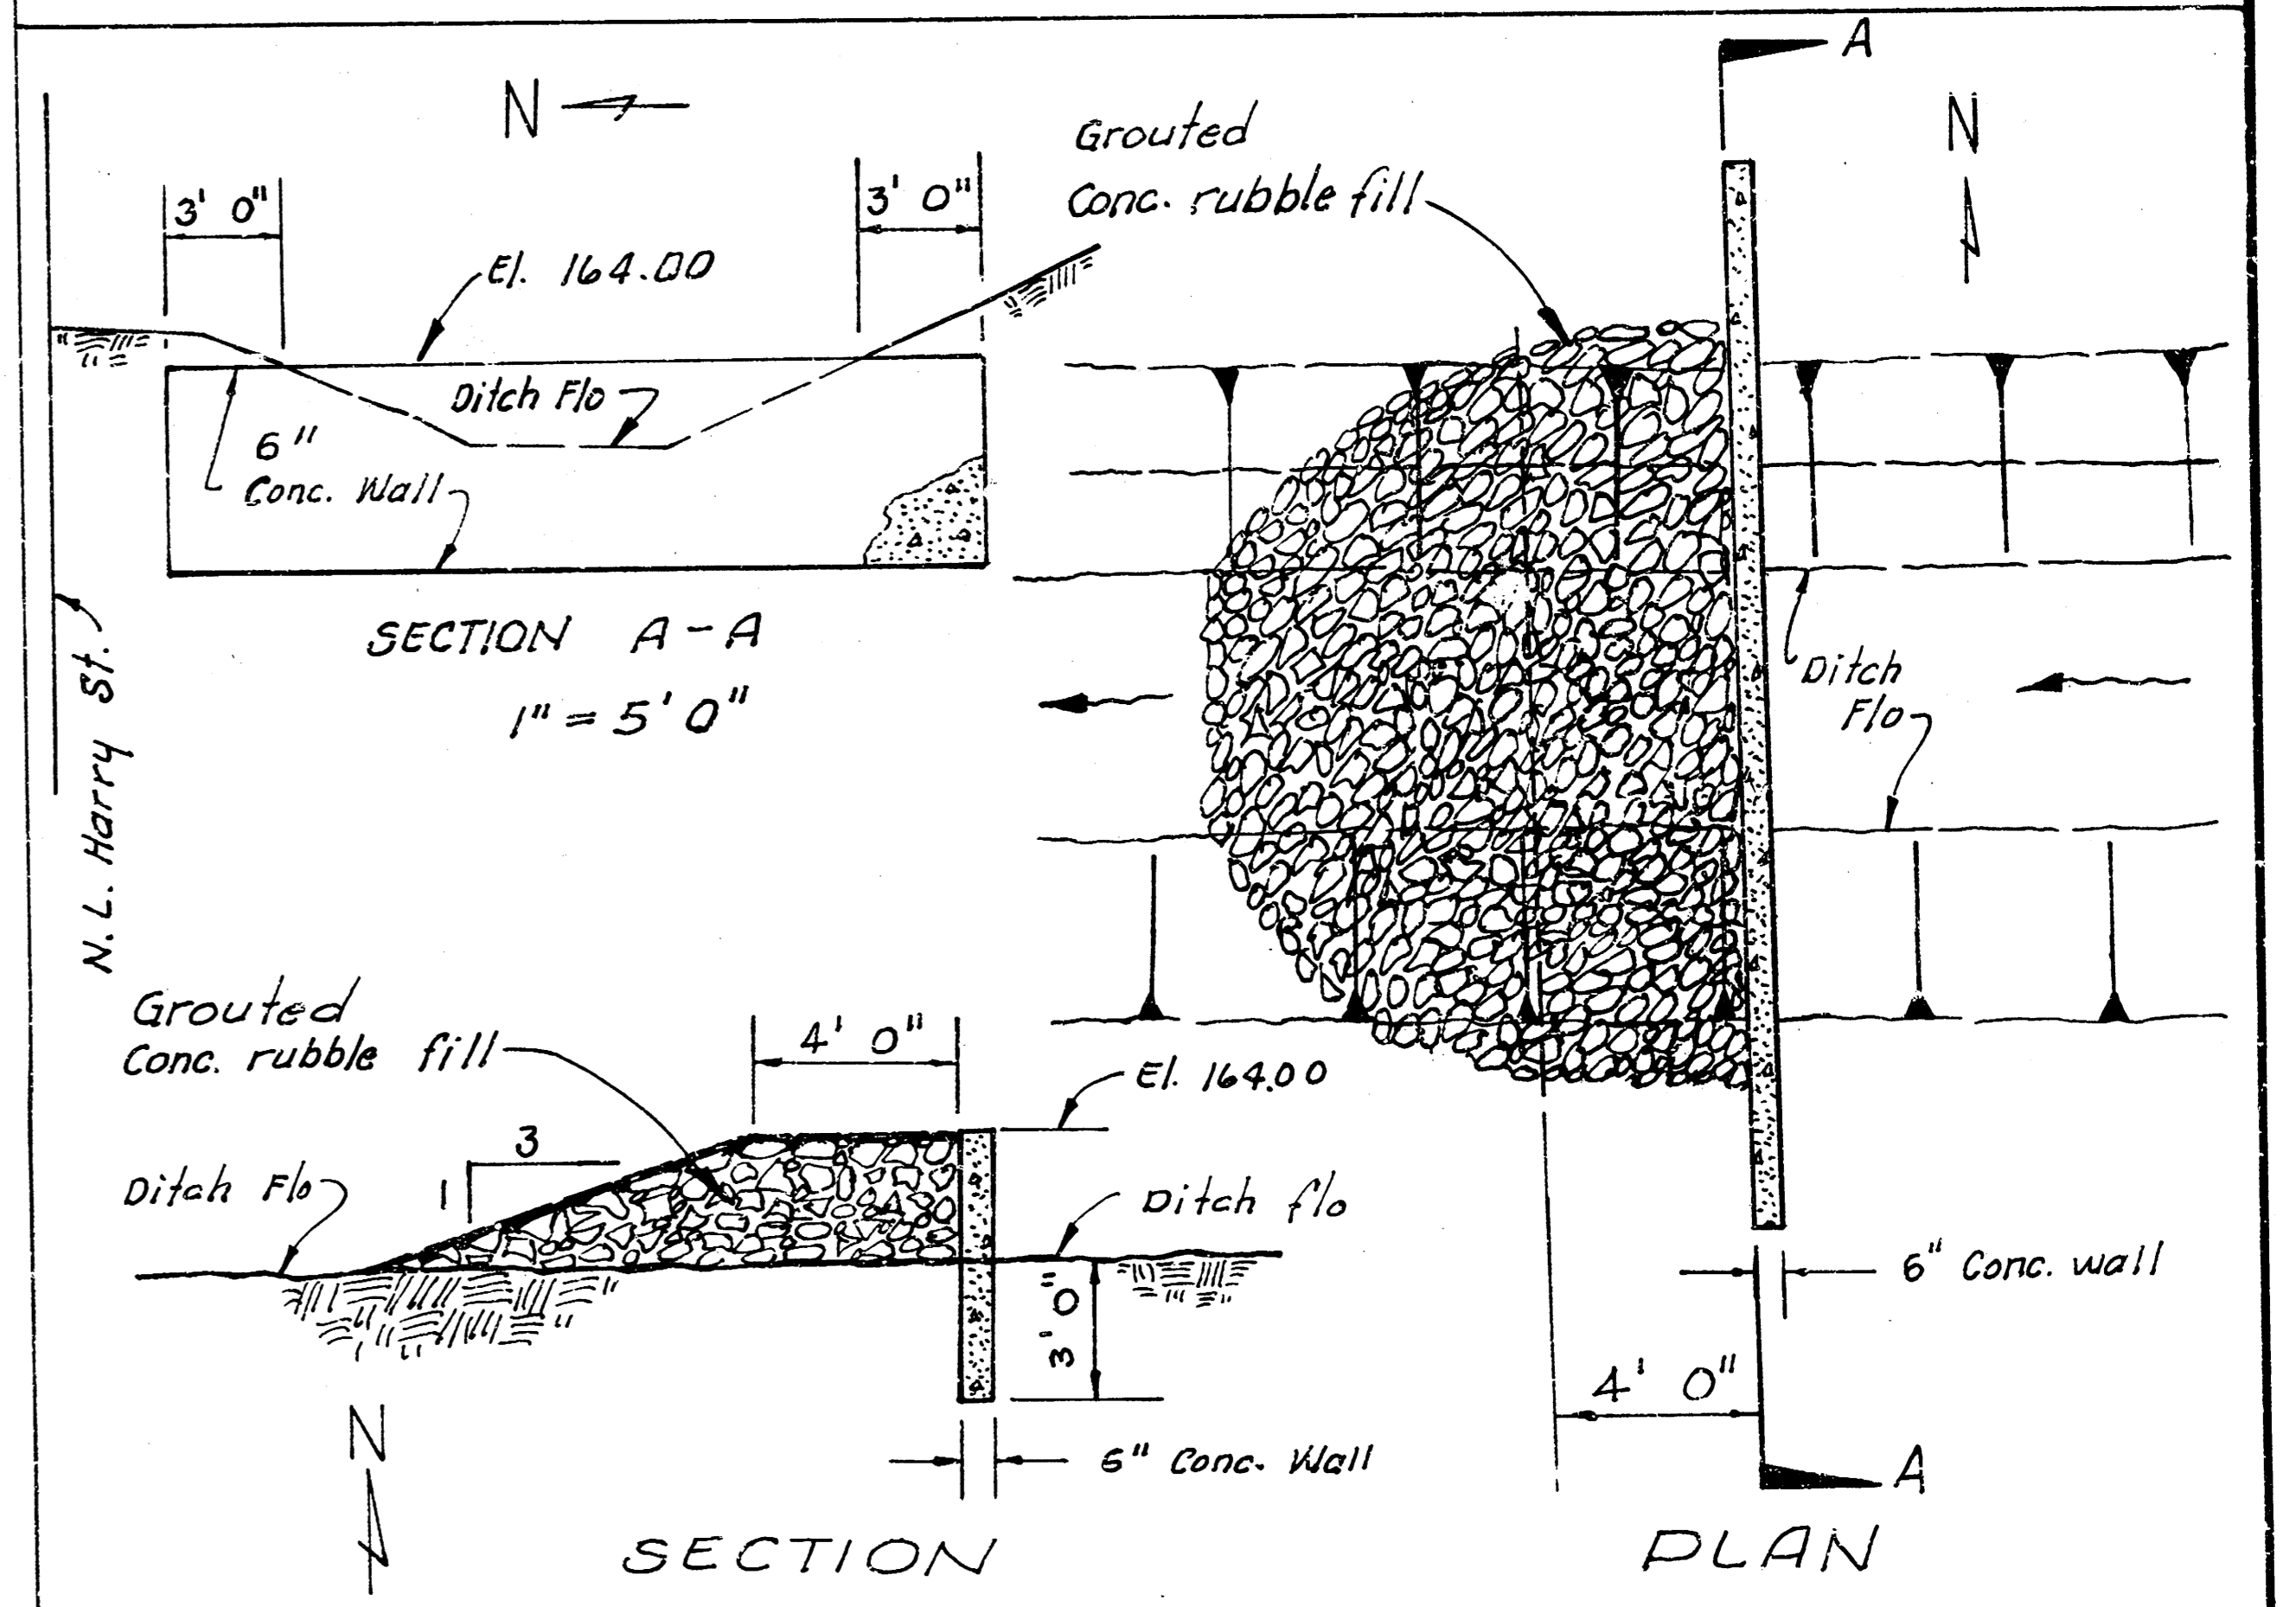 A
N
N
Grouted
Conc. rubble fill
3' 0"
3' 0"
El. 164.00
Ditch Flo
6"
Conc. Wall
SECTION A-A
1" = 5' 0"
N.L. Harry St.
Ditch
Flo
Grouted
Conc. rubble fill
4' 0"
El. 164.00
3
1
Ditch Flo
Ditch flo
3' 0"
6" Conc. wall
4' 0"
N
6" Conc. Wall
A
SECTION
PLAN